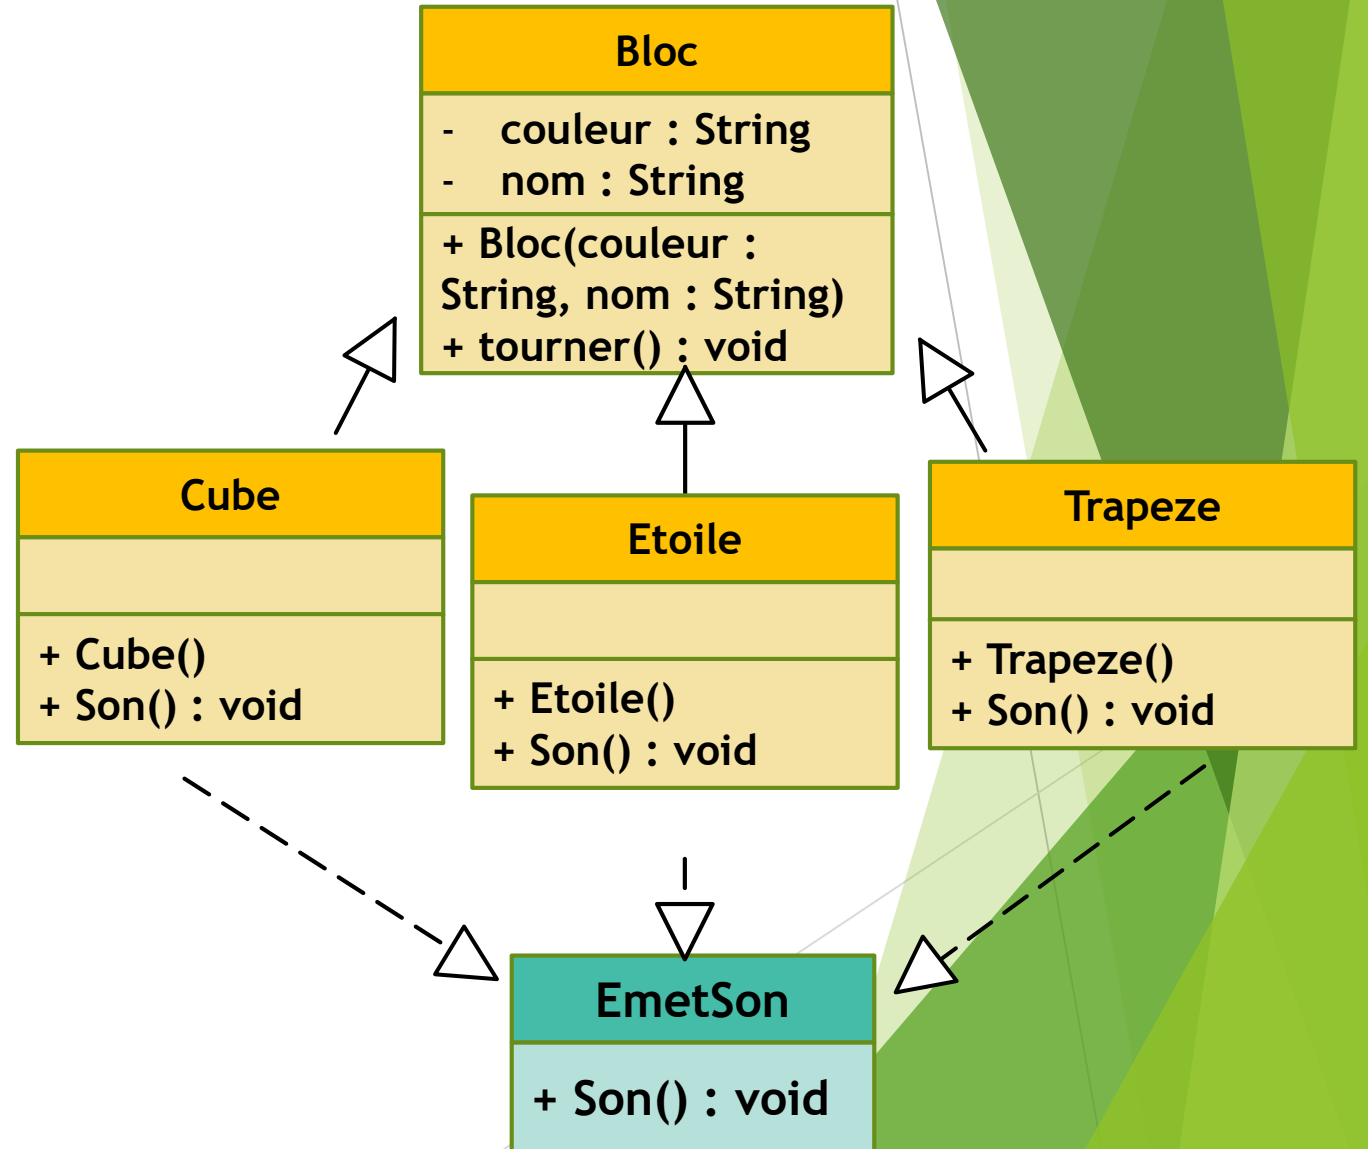 Bloc
- couleur : String
- nom : String
+ Bloc(couleur :
String, nom : String)
+ tourner() : void
Cube
+ Cube()
+ Son() : void
Etoile
+ Etoile()
+ Son() : void
Trapeze
+ Trapeze()
+ Son() : void
EmetSon
+ Son() : void